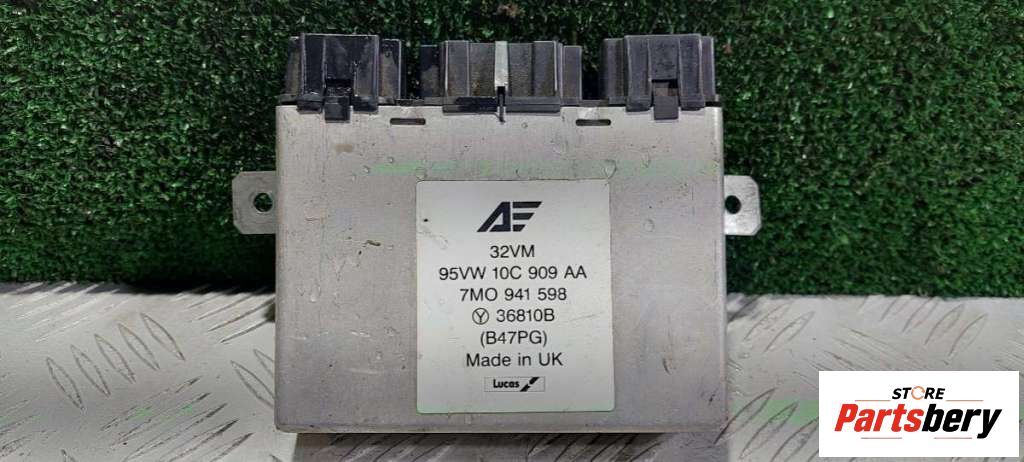 AE
32VM
95VW 10C 909 AA
7MO 941 598
Y 36810B
(B47PG)
Made in UK
Lucas
STORE
Partsbery